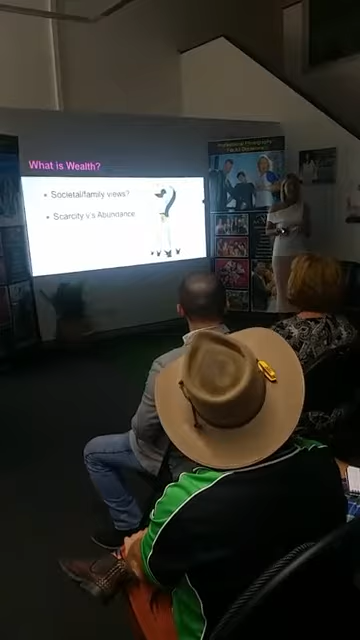 What is Wealth?
• Societal/family views?
• Scarcity v's Abundance